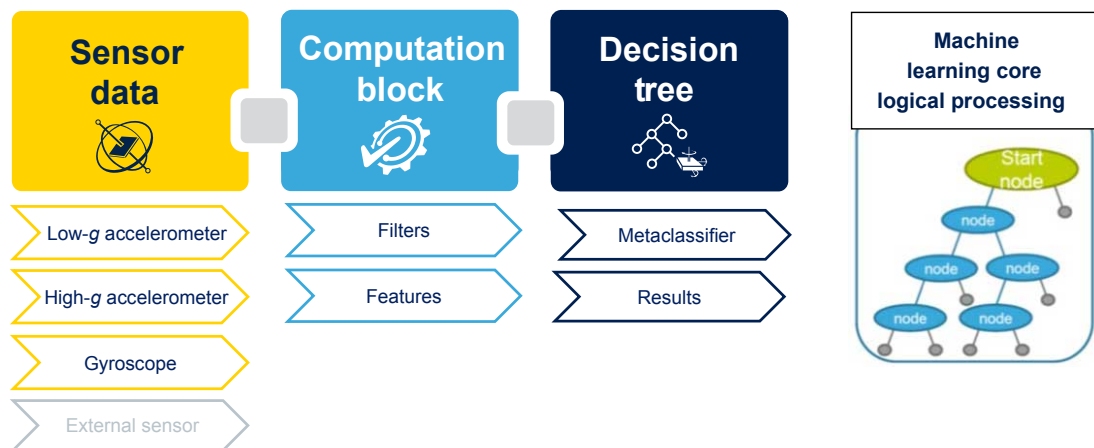 Sensor
data
Computation
block
Decision
tree
Machine
learning core
logical processing
Low-g accelerometer
High-g accelerometer
Gyroscope
External sensor
Filters
Features
Metaclassifier
Results
Start
node
node
node
node
node
node